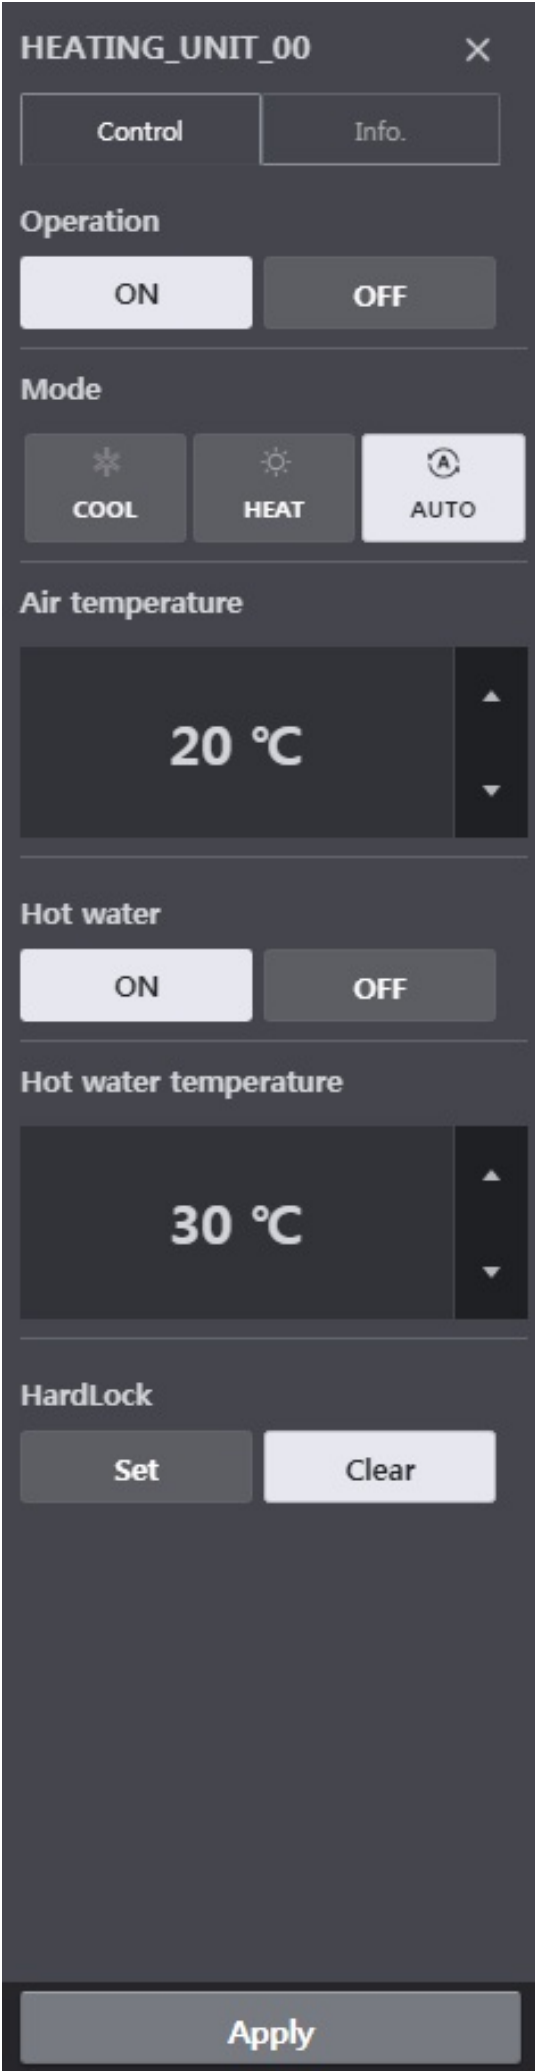 HEATING_UNIT_00 ×
Control Info.
Operation
ON OFF
Mode
COOL HEAT AUTO
Air temperature
20 ℃
Hot water
ON OFF
Hot water temperature
30 ℃
HardLock
Set Clear
Apply